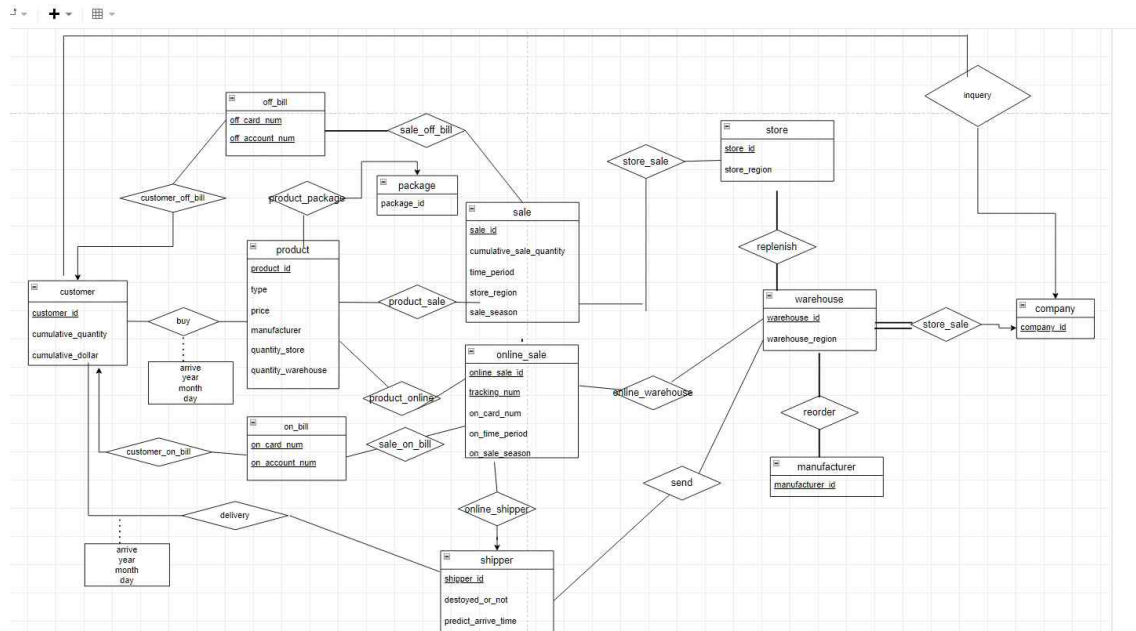 inquery
off_bill
off_card_num
off_account_num
sale_off_bill
store
store_id
store_region
store_sale
customer_off_bill
product_package
package
package_id
sale
sale_id
cumulative_sale_quantity
time_period
store_region
sale_season
replenish
product
product_id
type
price
manufacturer
quantity_store
quantity_warehouse
product_sale
customer
customer_id
cumulative_quantity
cumulative_dollar
buy
arrive
year
month
day
warehouse
warehouse_id
warehouse_region
store_sale
company
company_id
online_sale
online_sale_id
tracking_num
on_card_num
on_time_period
on_sale_season
product_online
online_warehouse
reorder
on_bill
on_card_num
on_account_num
sale_on_bill
customer_on_bill
manufacturer
manufacturer_id
send
online_shipper
delivery
arrive
year
month
day
shipper
shipper_id
destoyed_or_not
predict_arrive_time